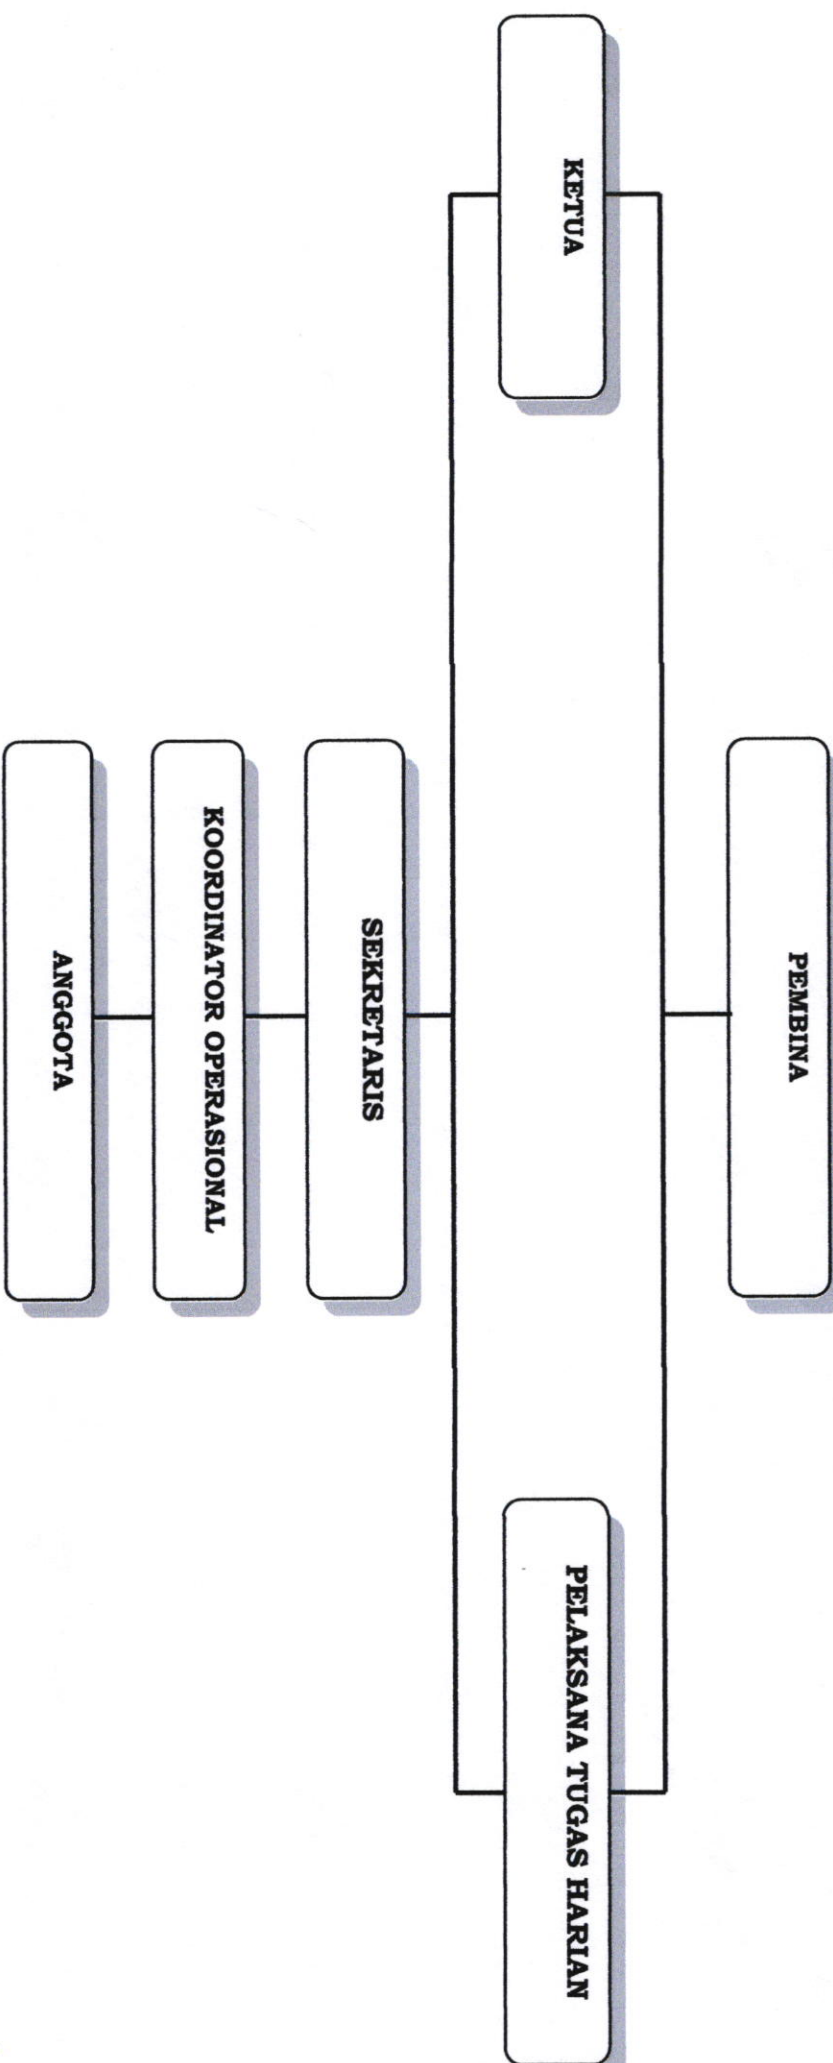 PEMBINA
KETUA
PELAKSANA TUGAS HARIAN
SEKRETARIS
KOORDINATOR OPERASIONAL
ANGGOTA